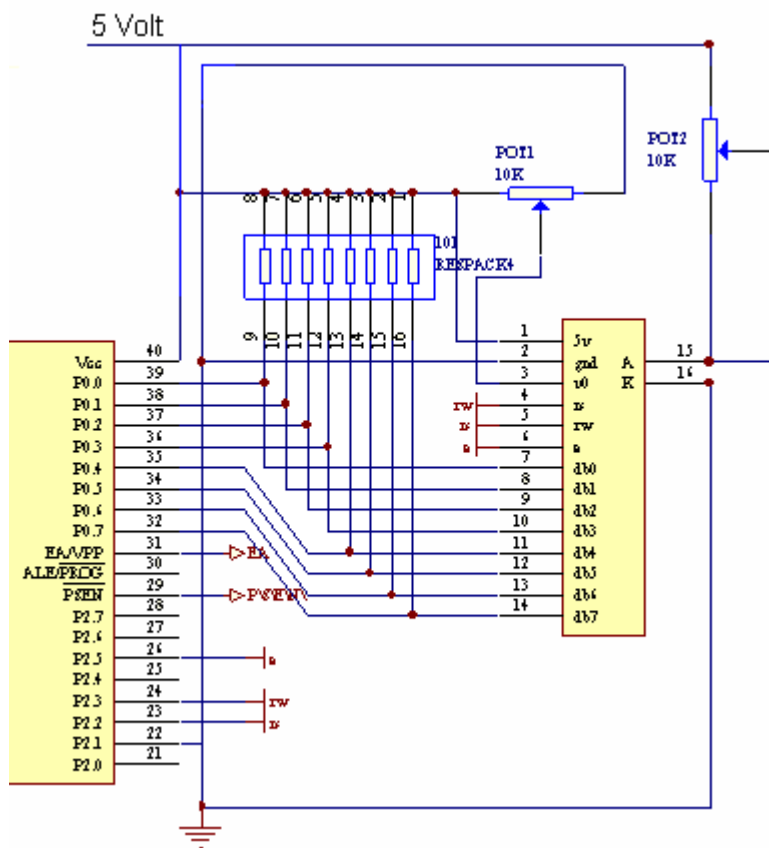 5 Volt
POT1
10K
POT2
10K
8 7 6 5 4 3 2 1
101
RESPACK4
9 10 11 12 13 14 15 16
Vcc 40
P0.0 39
P0.1 38
P0.2 37
P0.3 36
P0.4 35
P0.5 34
P0.6 33
P0.7 32
EA/VPP 31
EA
ALE/PROG 30
PSEN 29
P\S\E\N\
P2.7 28
P2.6 27
P2.5 26
P2.4 25
P2.3 24
rw
P2.2 23
rs
P2.1 22
P2.0 21
1 5v
2 gnd A 15
3 v0 K 16
rw 4 rs
rs 5 rw
6
7 db0
8 db1
9 db2
10 db3
11 db4
12 db5
13 db6
14 db7